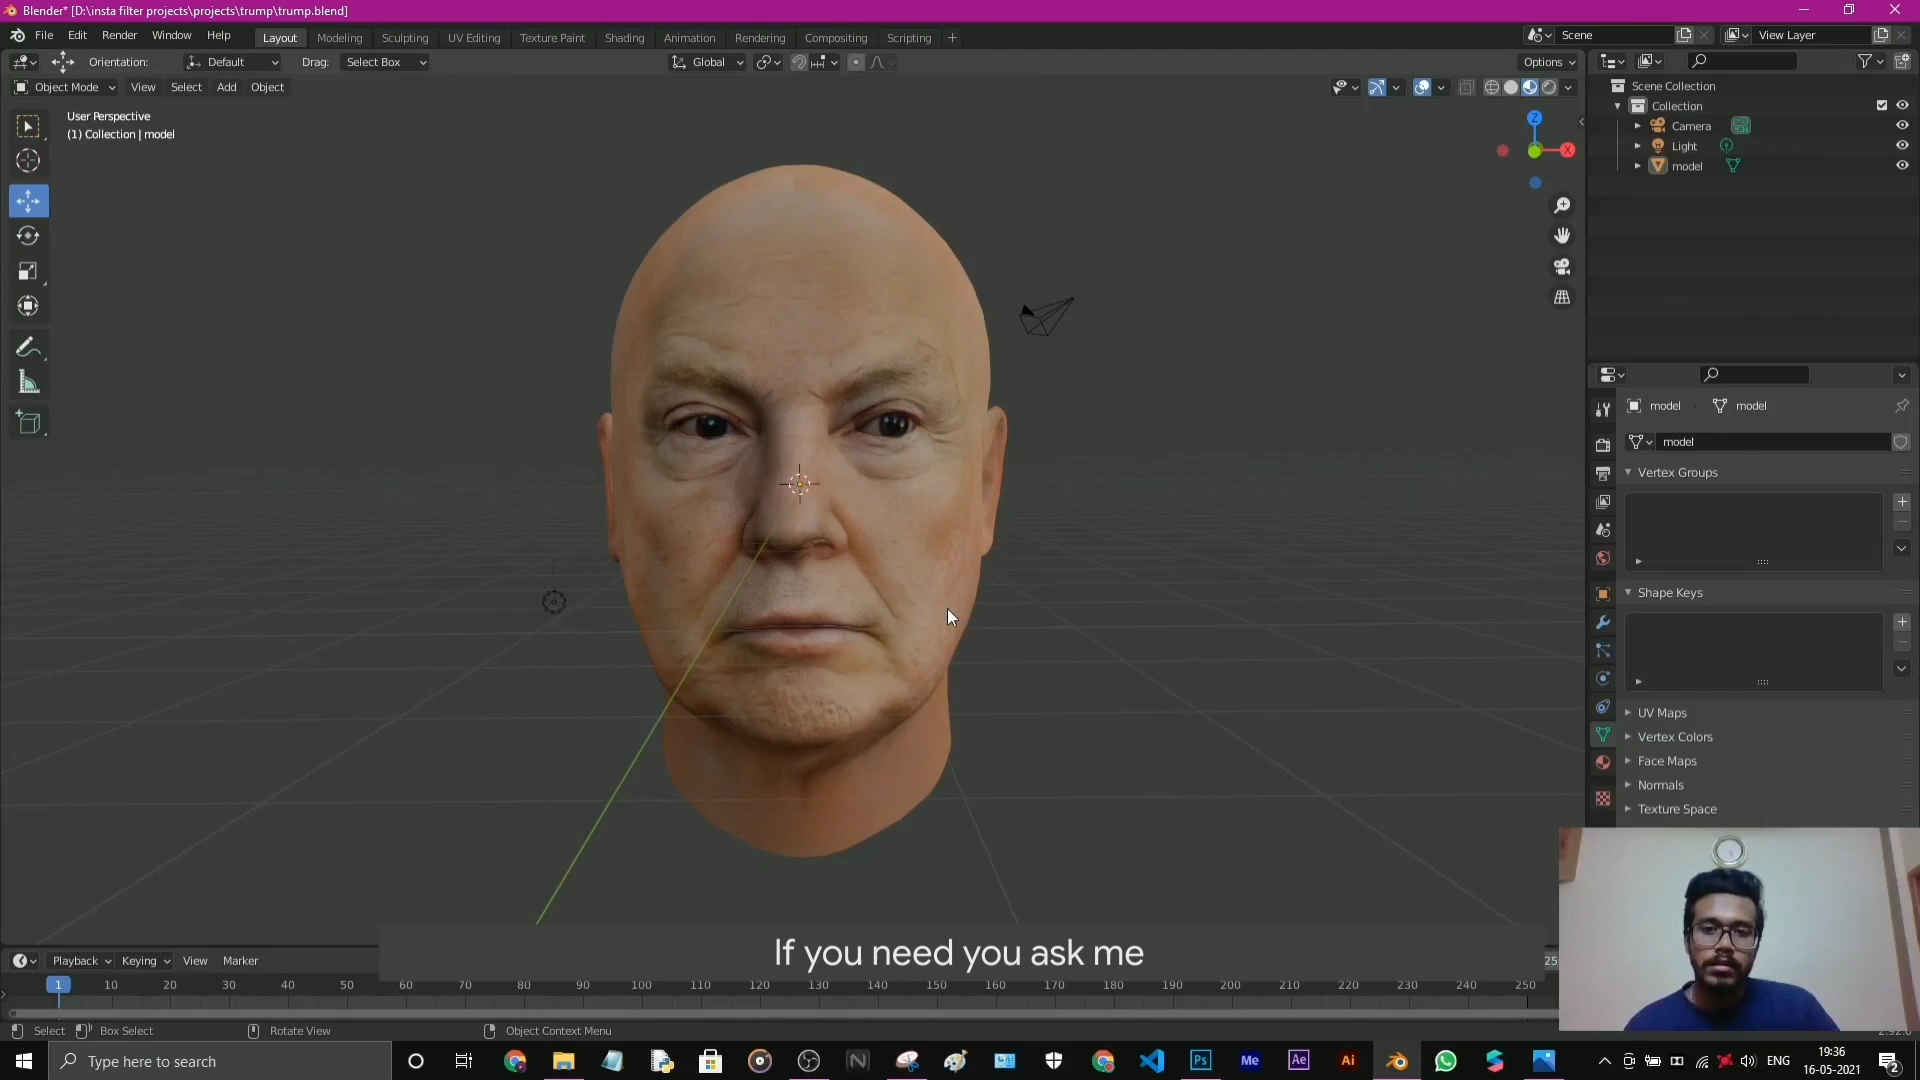 Blender* [D:\insta filter projects\projects\trump\trump.blend]
File Edit Render Window Help
Layout Modeling Sculpting UV Editing Texture Paint Shading Animation Rendering Compositing Scripting
Scene
View Layer
Orientation: Default Drag: Select Box
Global
Options
Object Mode View Select Add Object
User Perspective
(1) Collection | model
Z
X
Scene Collection
Collection
Camera
Light
model
model model
model
Vertex Groups
Shape Keys
UV Maps
Vertex Colors
Face Maps
Normals
Texture Space
If you need you ask me
Playback Keying View Marker
25
1 10 20 30 40 50 60 70 80 90 100 110 120 130 140 150 160 170 180 190 200 210 220 230 240 250
Select Box Select Rotate View Object Context Menu
Type here to search
N
Ps
Me
Ae
Ai
ENG
19:36
16-05-2021
2